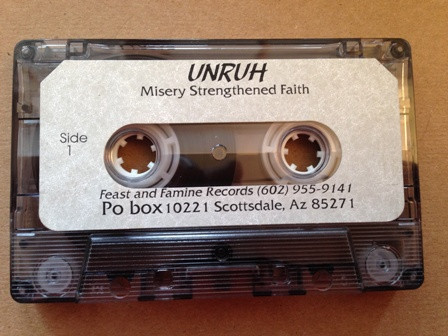 UNRUH
Misery Strengthened Faith
Side
1
Feast and Famine Records (602) 955-9141
Po box 10221 Scottsdale, Az 85271